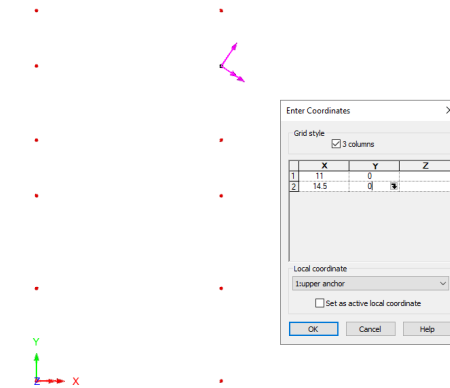 Enter Coordinates
Grid style
3 columns
X Y Z
1 11 0
2 14.5 0
Local coordinate
1:upper anchor
Set as active local coordinate
OK Cancel Help
Y
Z X